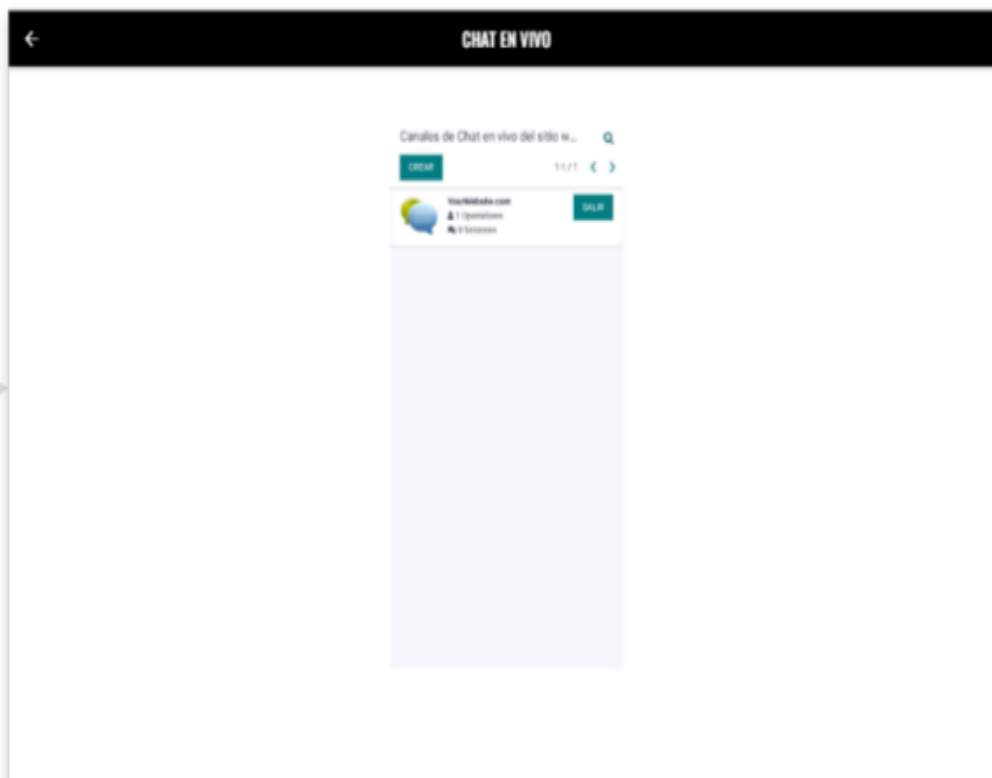 CHAT EN VIVO
Canales de Chat en vivo del sitio w...
CREAR
1-1 / 1
YourWebsite.com
SALIR
1 Operadores
0 Sesiones